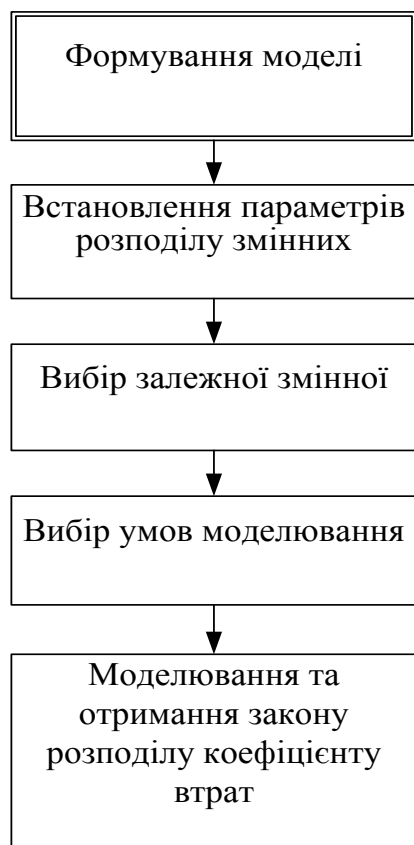 Формування моделі
Встановлення параметрів
розподілу змінних
Вибір залежної змінної
Вибір умов моделювання
Моделювання та
отримання закону
розподілу коефіцієнту
втрат